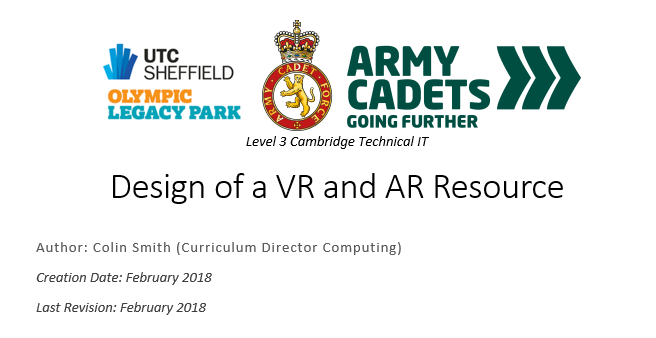 UTC
SHEFFIELD
OLYMPIC
LEGACY PARK
ARMY CADET FORCE
ARMY
CADETS
GOING FURTHER
Level 3 Cambridge Technical IT
Design of a VR and AR Resource
Author: Colin Smith (Curriculum Director Computing)
Creation Date: February 2018
Last Revision: February 2018